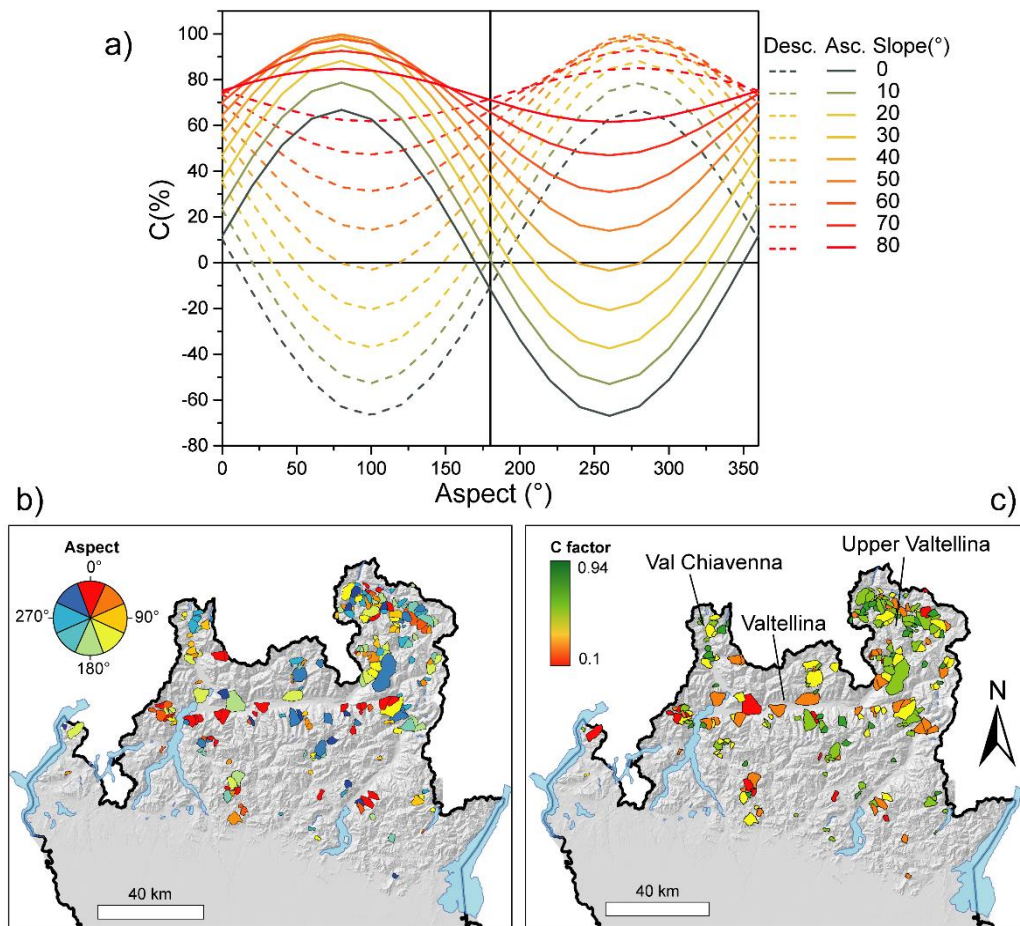 a)
Desc. Asc. Slope(°)
0
10
20
30
40
50
60
70
80
C(%)
100
80
60
40
20
0
-20
-40
-60
-80
0 50 100 150 200 250 300 350
Aspect (°)
b)
Aspect
0°
270° 90°
180°
40 km
c)
C factor
0.94
0.1
Val Chiavenna
Upper Valtellina
Valtellina
N
40 km